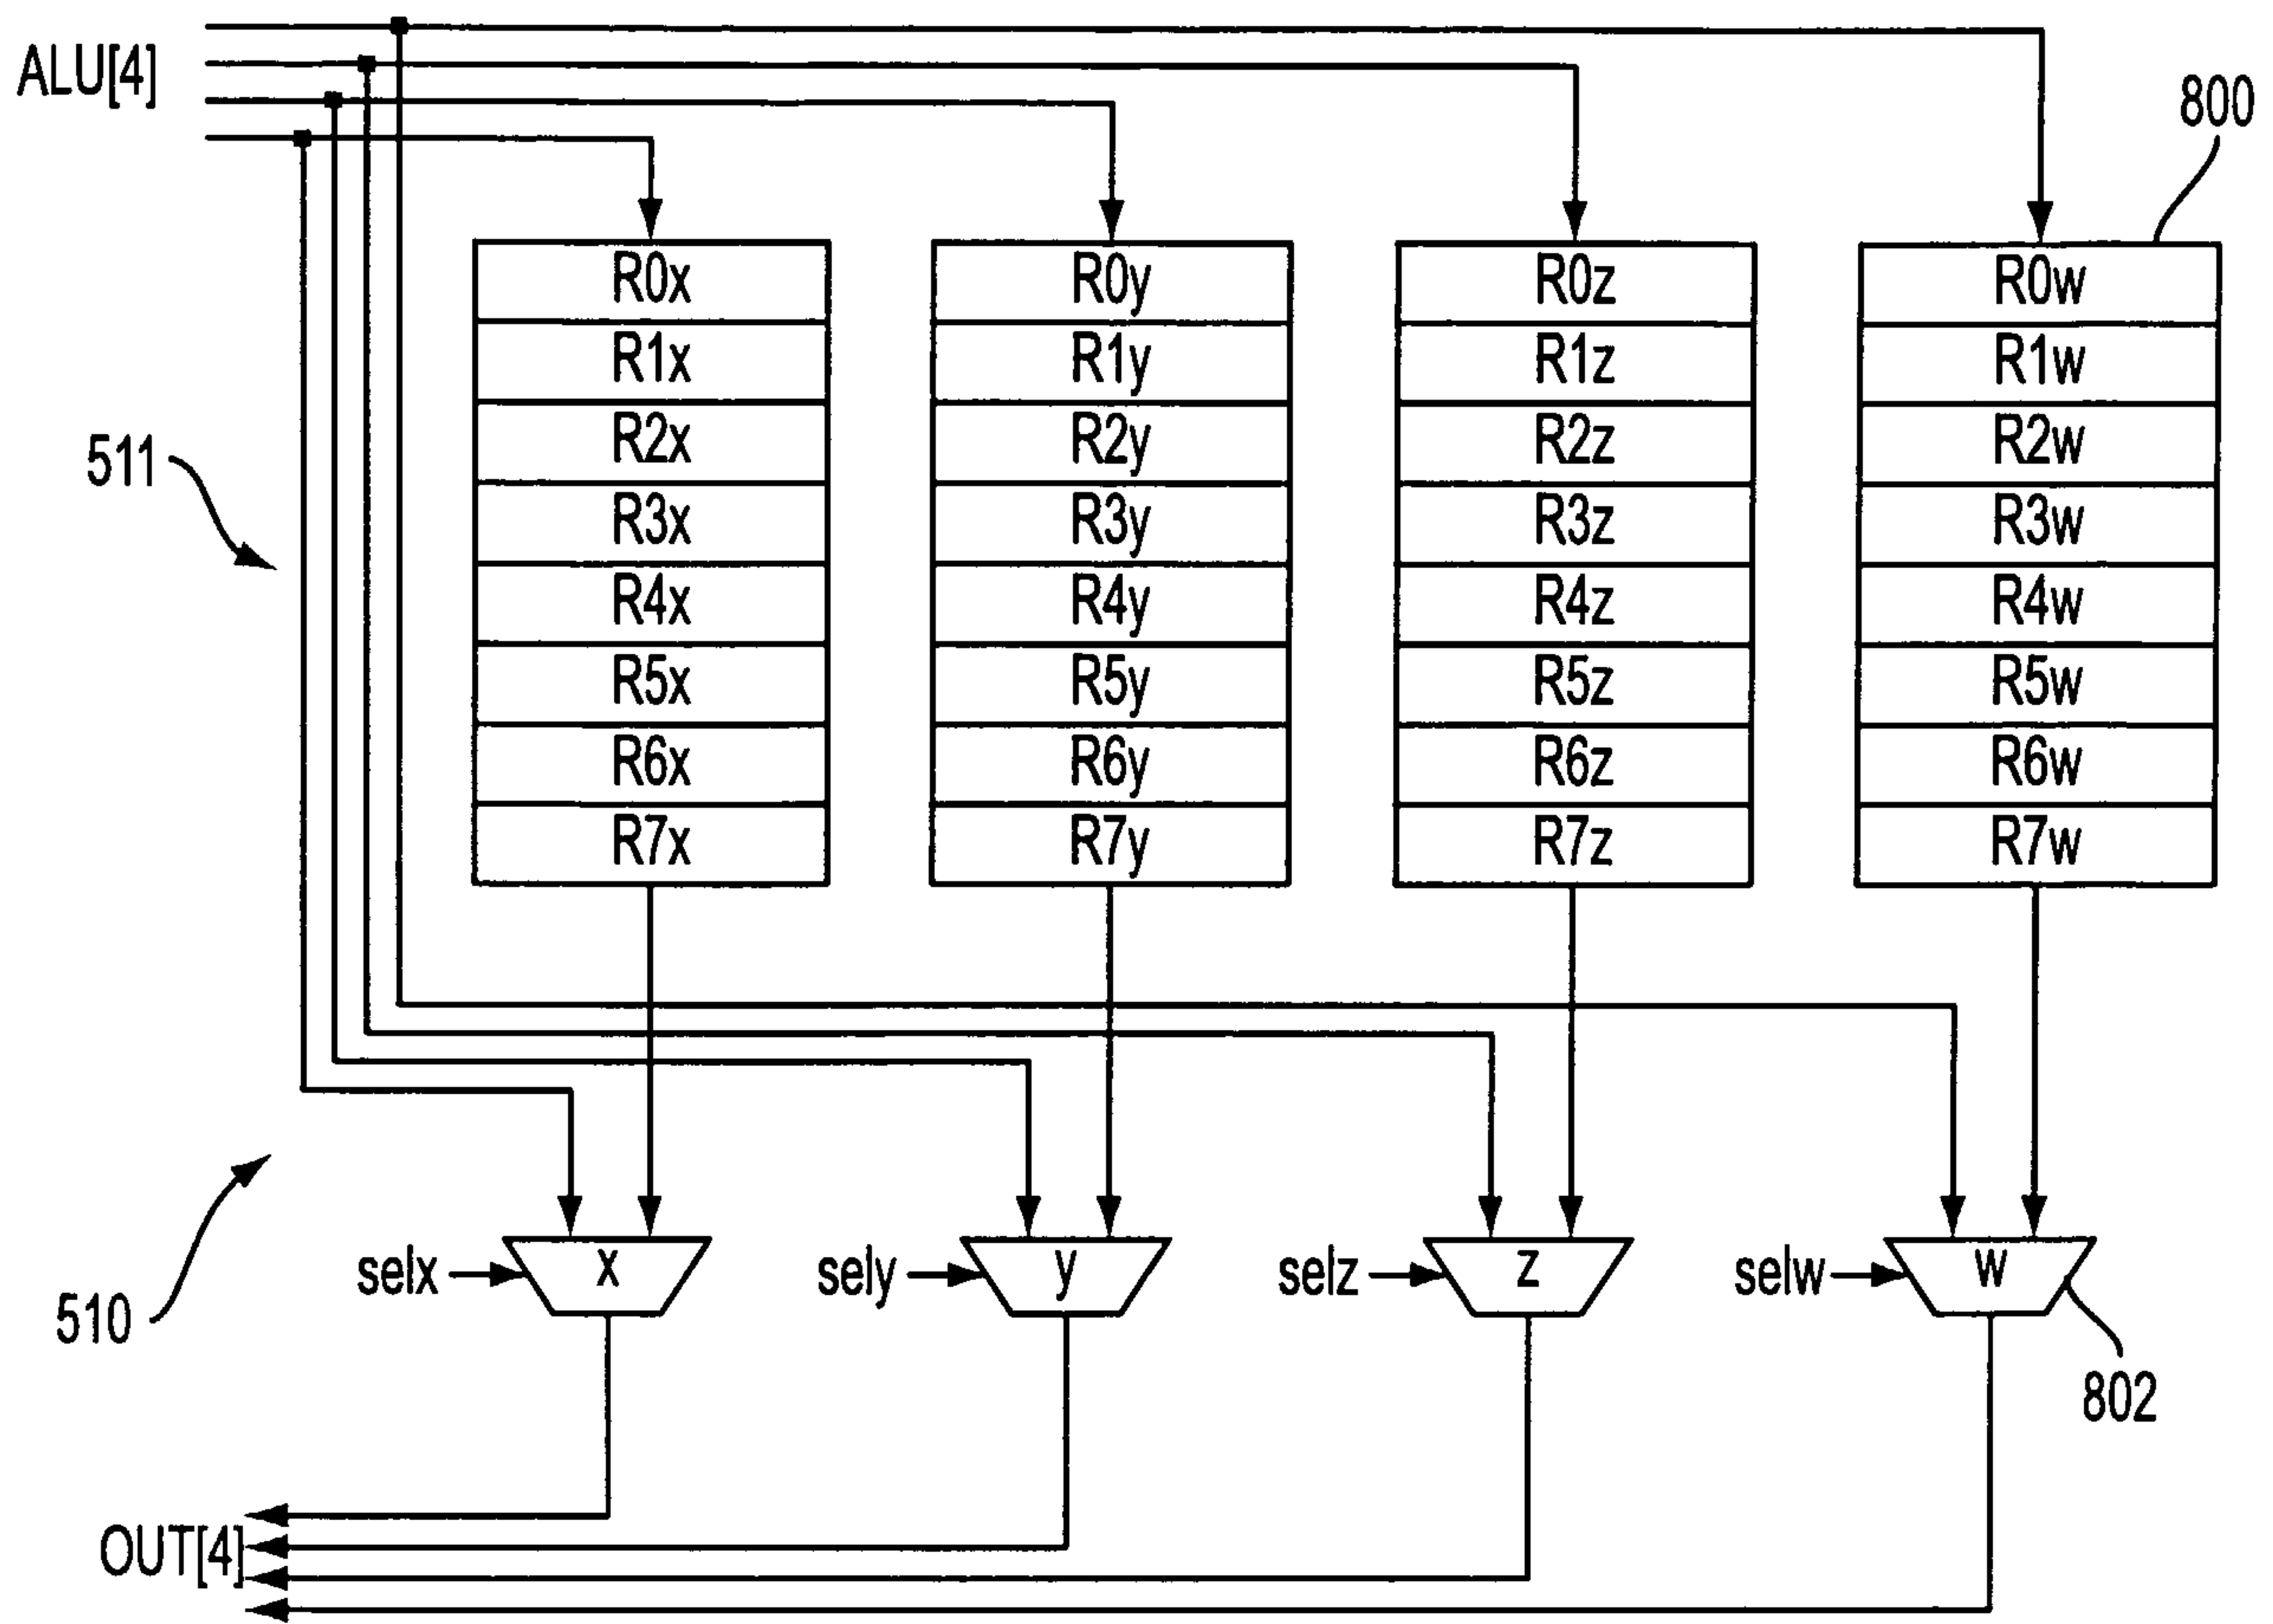 ALU[4]
800
R0x R0y R0z R0w
R1x R1y R1z R1w
R2x R2y R2z R2w
511
R3x R3y R3z R3w
R4x R4y R4z R4w
R5x R5y R5z R5w
R6x R6y R6z R6w
R7x R7y R7z R7w
selx x sely y selz z selw w
510
802
OUT[4]